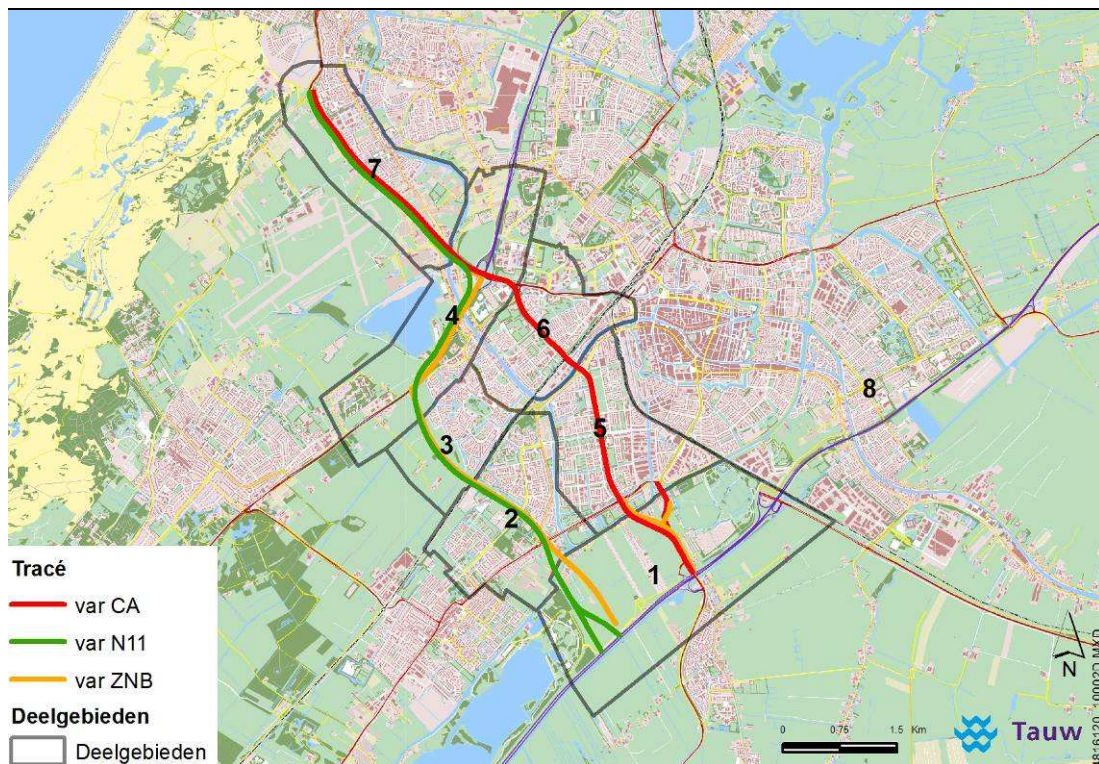 7
4
6
8
5
3
2
1
Tracé
var CA
var N11
var ZNB
Deelgebieden
Deelgebieden
N
0 0.75 1.5 Km
Tauw